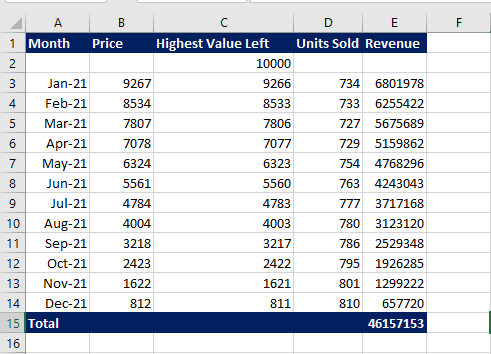 A B C D E F
1 Month Price Highest Value Left Units Sold Revenue
2 10000
3 Jan-21 9267 9266 734 6801978
4 Feb-21 8534 8533 733 6255422
5 Mar-21 7807 7806 727 5675689
6 Apr-21 7078 7077 729 5159862
7 May-21 6324 6323 754 4768296
8 Jun-21 5561 5560 763 4243043
9 Jul-21 4784 4783 777 3717168
10 Aug-21 4004 4003 780 3123120
11 Sep-21 3218 3217 786 2529348
12 Oct-21 2423 2422 795 1926285
13 Nov-21 1622 1621 801 1299222
14 Dec-21 812 811 810 657720
15 Total 46157153
16